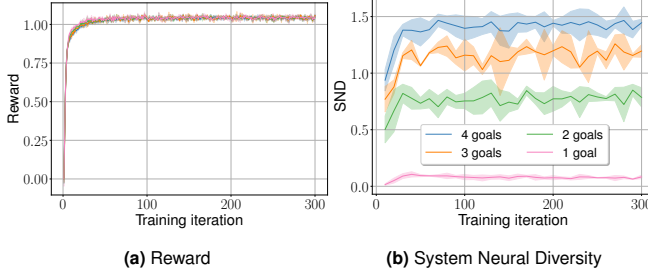 1.00
0.75
0.50
0.25
0.00
Reward
0
100
200
300
Training iteration
(a) Reward
1.5
1.0
0.5
0.0
SND
4 goals
3 goals
2 goals
1 goal
0
100
200
300
Training iteration
(b) System Neural Diversity